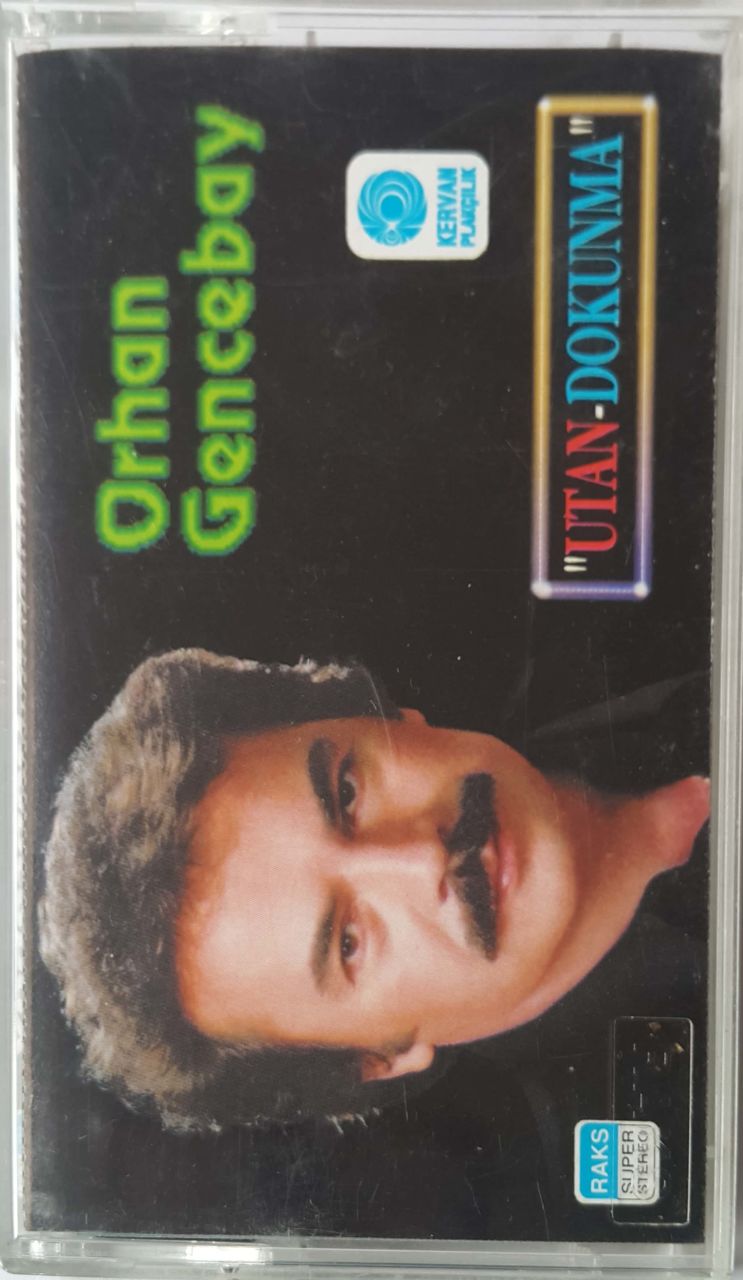 Orhan
Gencebay
KERVAN
PLAKÇILIK
"UTAN-DOKUNMA"
RAKS
SUPER
STEREO